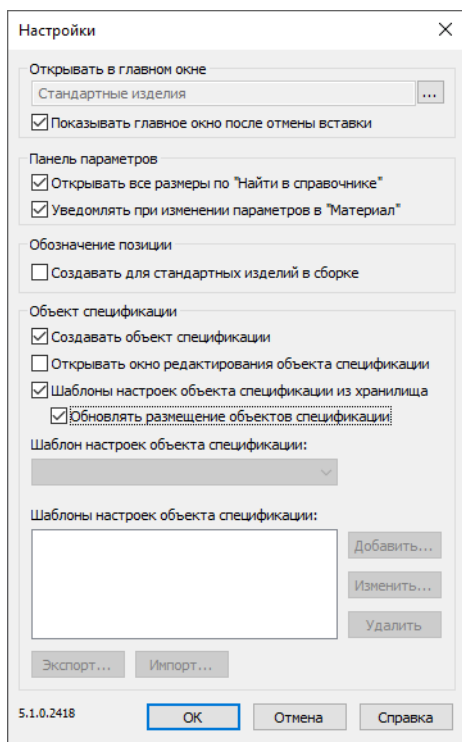 Настройки
Открывать в главном окне
Стандартные изделия ...
Показывать главное окно после отмены вставки
Панель параметров
Открывать все размеры по "Найти в справочнике"
Уведомлять при изменении параметров в "Материал"
Обозначение позиции
Создавать для стандартных изделий в сборке
Объект спецификации
Создавать объект спецификации
Открывать окно редактирования объекта спецификации
Шаблоны настроек объекта спецификации из хранилища
Обновлять размещение объектов спецификации
Шаблон настроек объекта спецификации:
Шаблоны настроек объекта спецификации:
Добавить...
Изменить...
Удалить
Экспорт... Импорт...
5.1.0.2418 ОК Отмена Справка